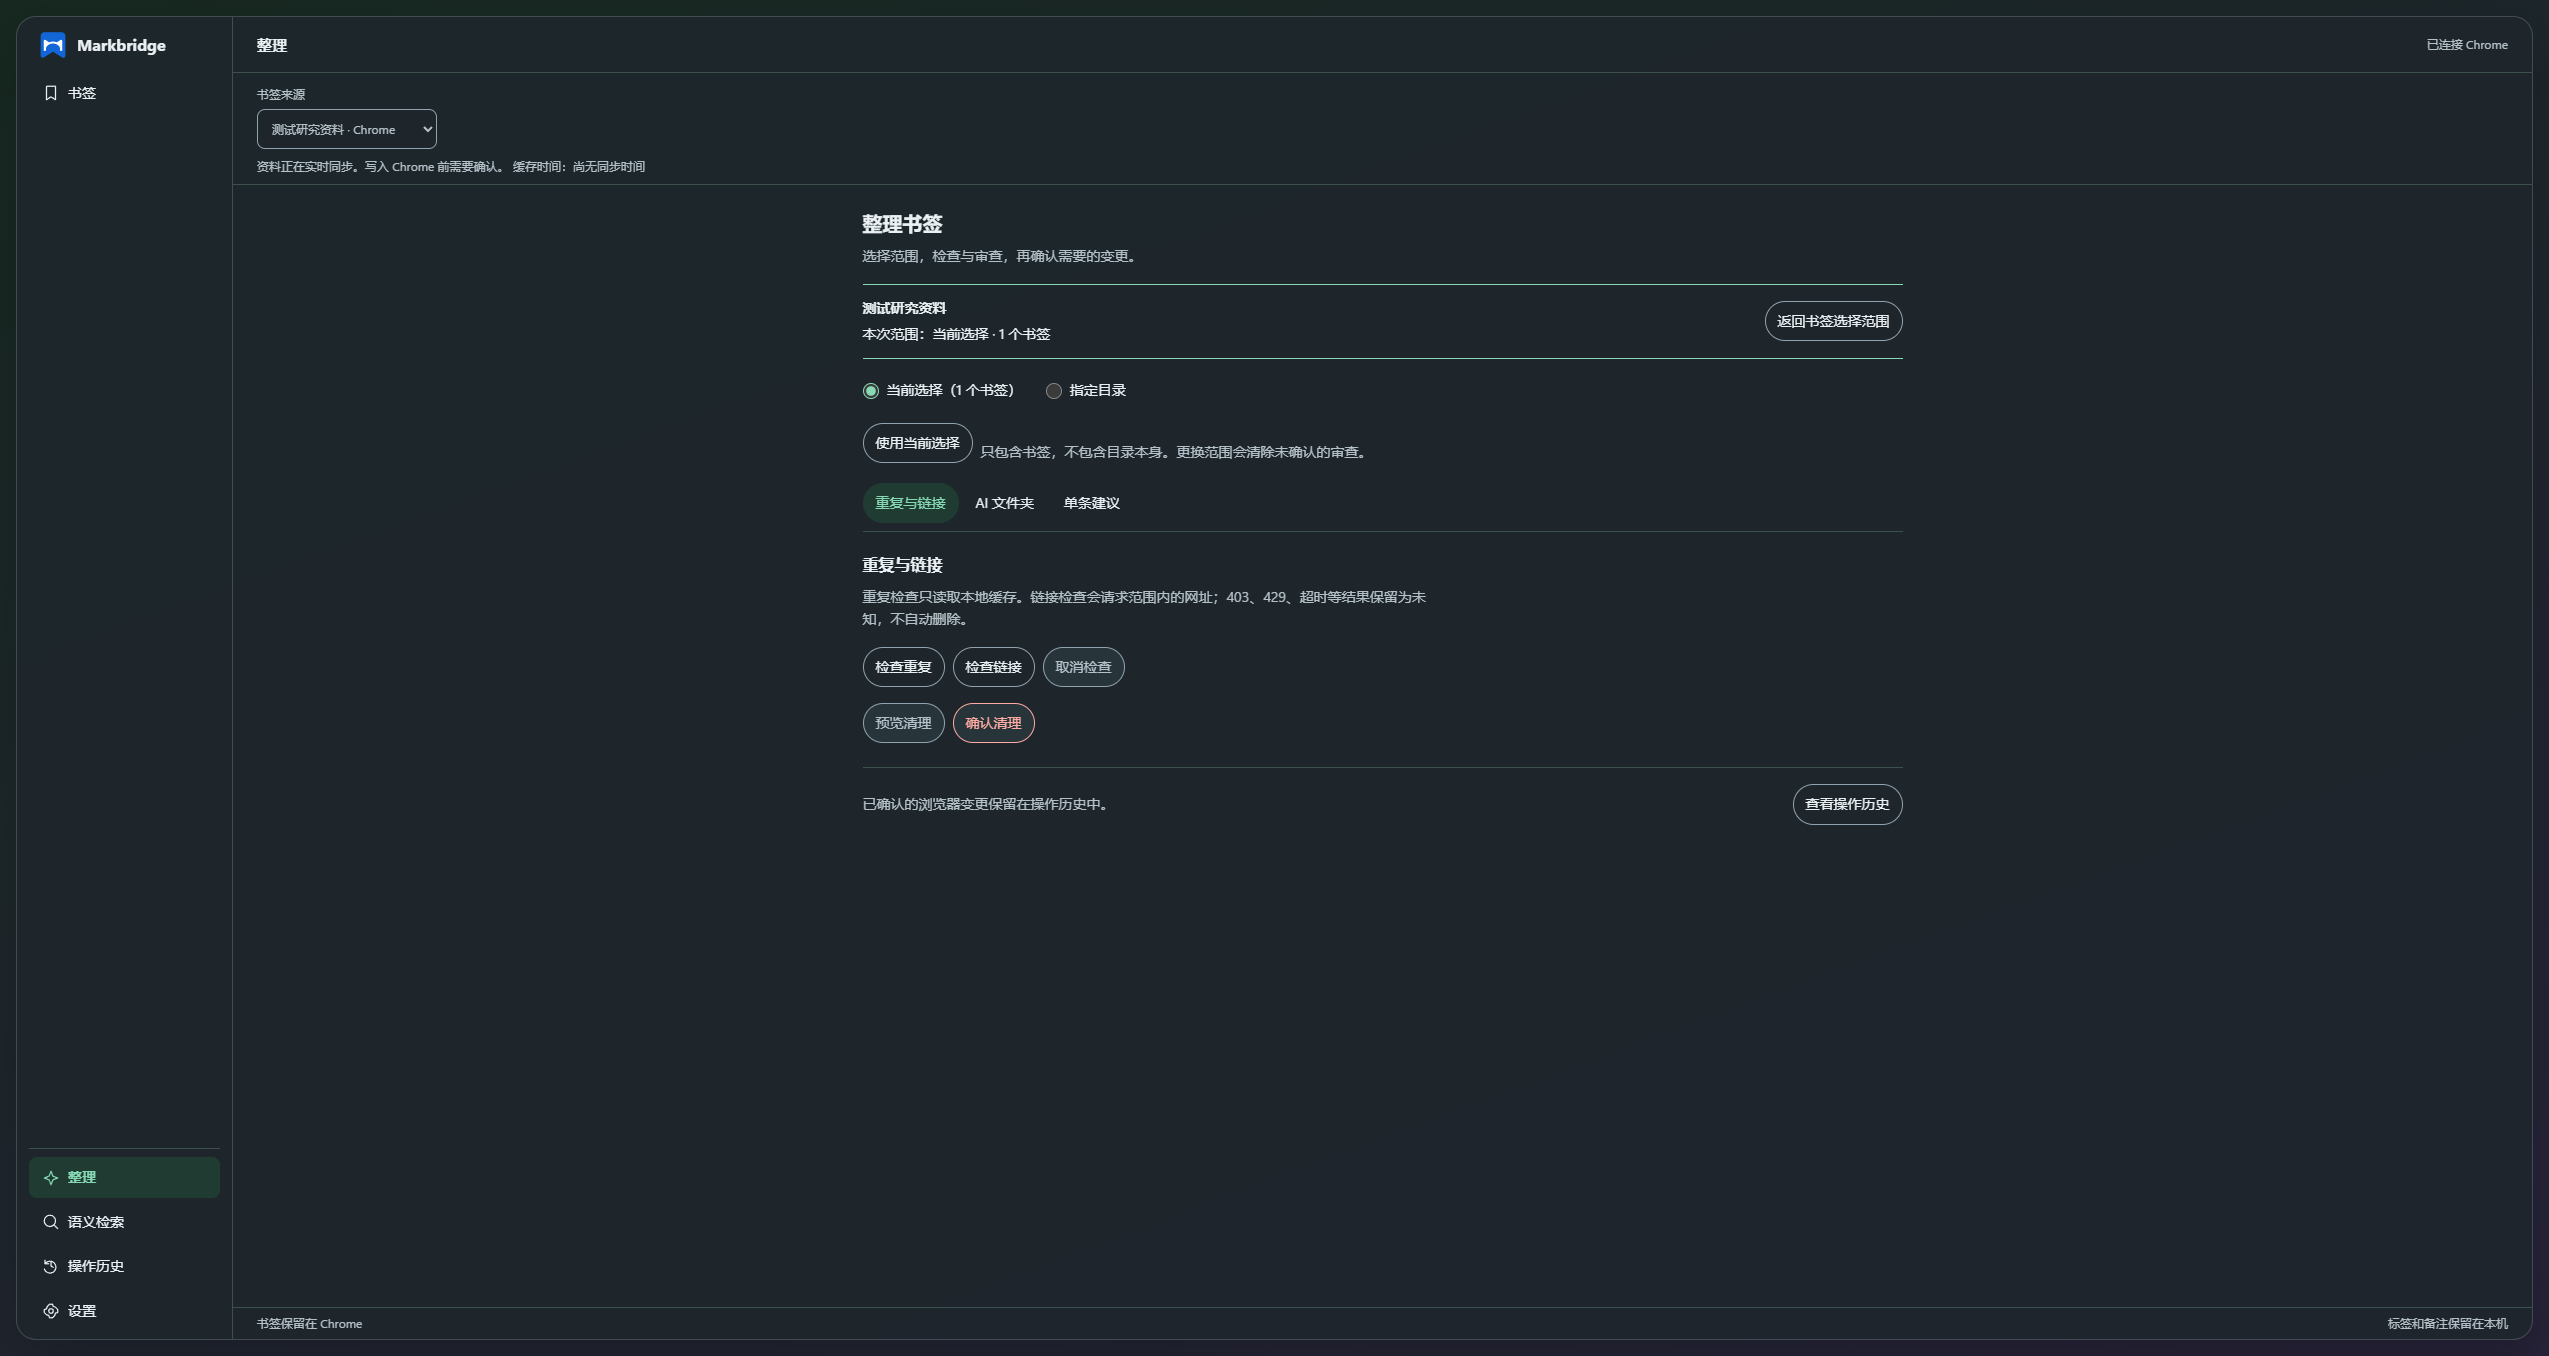 Markbridge
书签
整理
已连接 Chrome
书签来源
测试研究资料 · Chrome
资料正在实时同步。写入 Chrome 前需要确认。 缓存时间：尚无同步时间
整理书签
选择范围，检查与审查，再确认需要的变更。
测试研究资料
本次范围：当前选择 · 1 个书签
返回书签选择范围
当前选择（1 个书签）
指定目录
使用当前选择
只包含书签，不包含目录本身。更换范围会清除未确认的审查。
重复与链接
AI 文件夹
单条建议
重复与链接
重复检查只读取本地缓存。链接检查会请求范围内的网址；403、429、超时等结果保留为未
知，不自动删除。
检查重复
检查链接
取消检查
预览清理
确认清理
已确认的浏览器变更保留在操作历史中。
查看操作历史
整理
语义检索
操作历史
设置
书签保留在 Chrome
标签和备注保留在本机